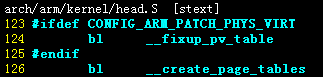 arch/arm/kernel/head.S [stext]
123 #ifdef CONFIG_ARM_PATCH_PHYS_VIRT
124 bl __fixup_pv_table
125 #endif
126 bl __create_page_tables